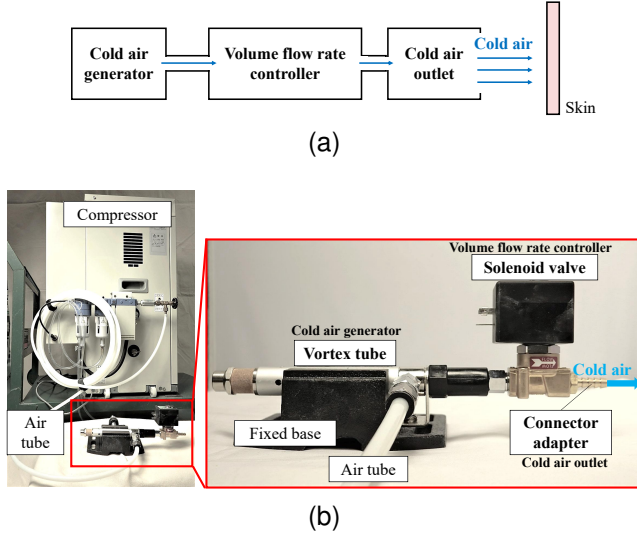 Cold air
generator
Volume flow rate
controller
Cold air
outlet
Cold air
Skin
(a)
Compressor
Air
tube
Volume flow rate controller
Solenoid valve
Cold air generator
Vortex tube
Cold air
Fixed base
Air tube
Connector
adapter
Cold air outlet
(b)